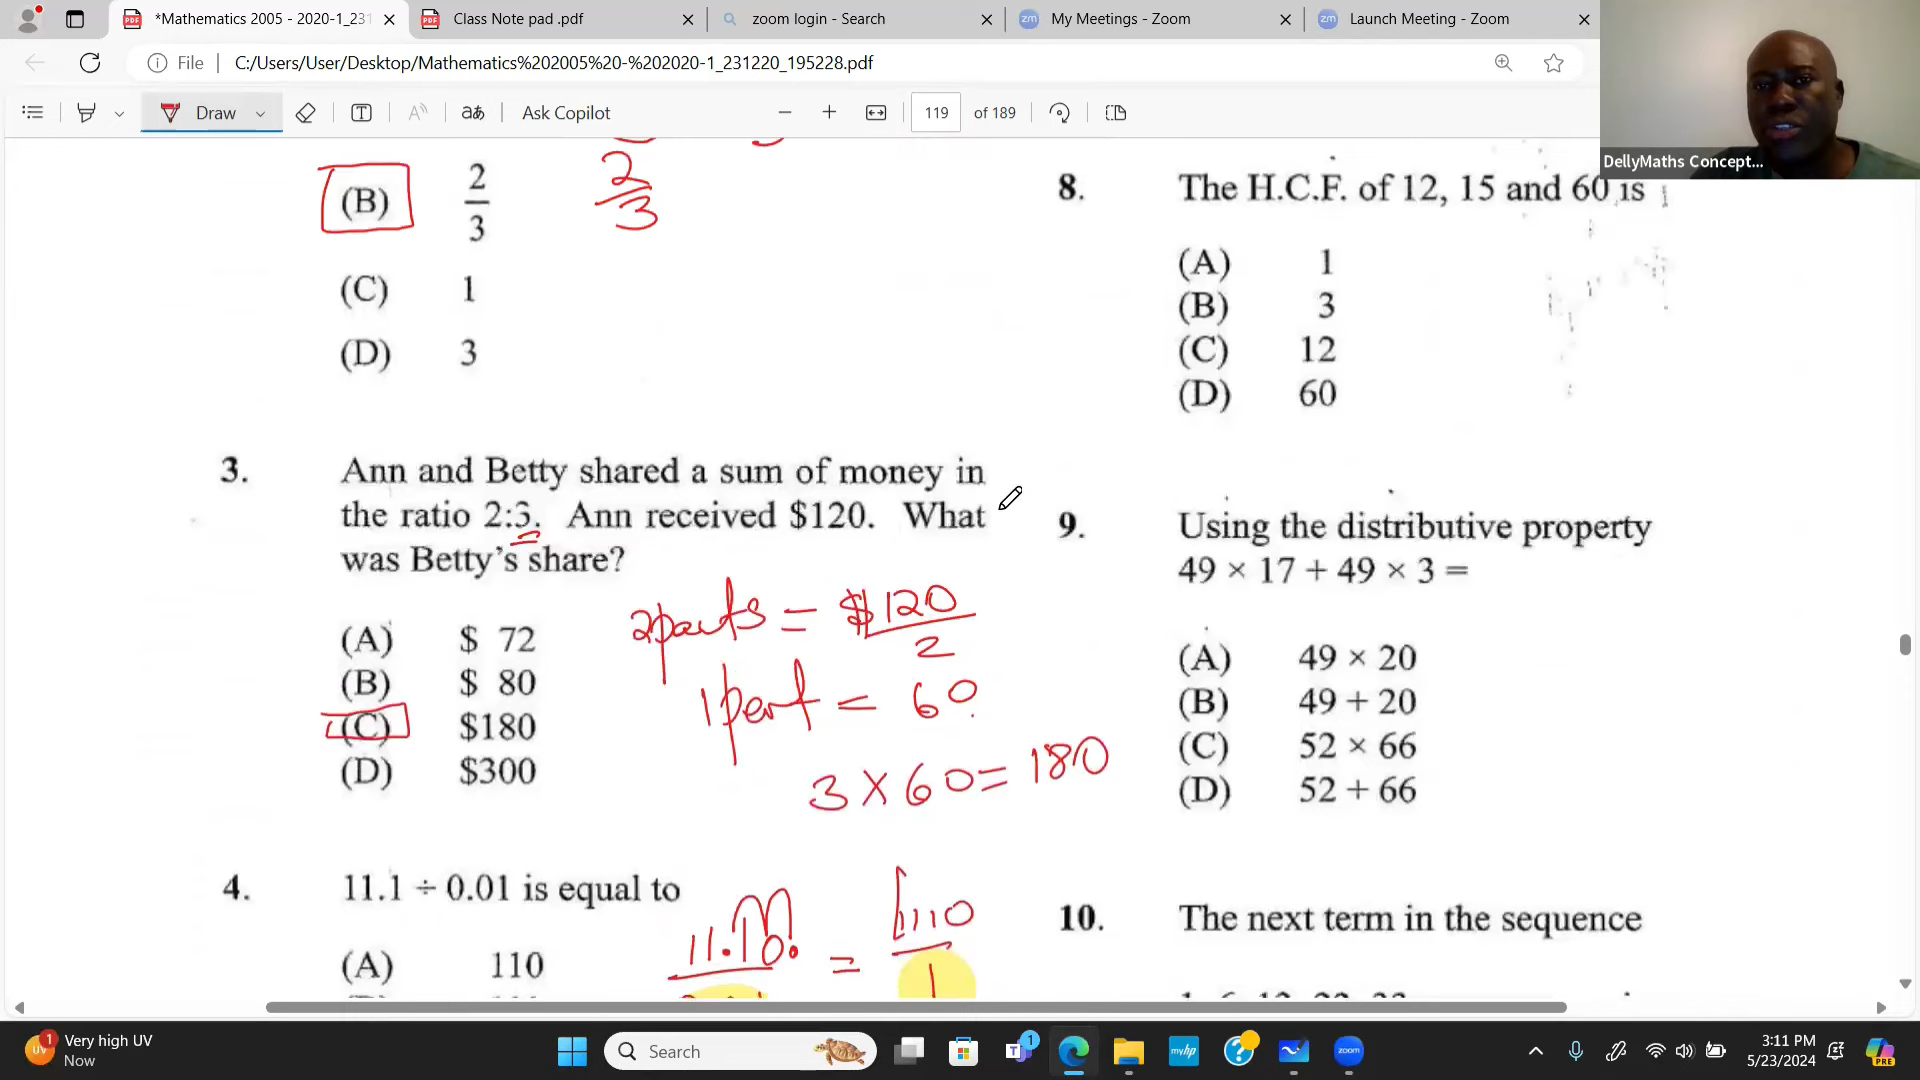 *Mathematics 2005 - 2020-1_231
Class Note pad .pdf
zoom login - Search
My Meetings - Zoom
Launch Meeting - Zoom
File
C:/Users/User/Desktop/Mathematics%202005%20-%202020-1_231220_195228.pdf
Draw
Ask Copilot
119 of 189
DellyMaths Concept...
(B) 2/3
2/3
(C) 1
(D) 3
3. Ann and Betty shared a sum of money in
the ratio 2:3. Ann received $120. What
was Betty's share?
(A) $ 72
(B) $ 80
(C) $180
(D) $300
2parts = $120/2
1part = 60
3 × 60 = 180
4. 11.1 ÷ 0.01 is equal to
(A) 110
11.10. = 1110/1
8. The H.C.F. of 12, 15 and 60 is
(A) 1
(B) 3
(C) 12
(D) 60
9. Using the distributive property
49 × 17 + 49 × 3 =
(A) 49 × 20
(B) 49 + 20
(C) 52 × 66
(D) 52 + 66
10. The next term in the sequence
Very high UV
Now
Search
3:11 PM
5/23/2024